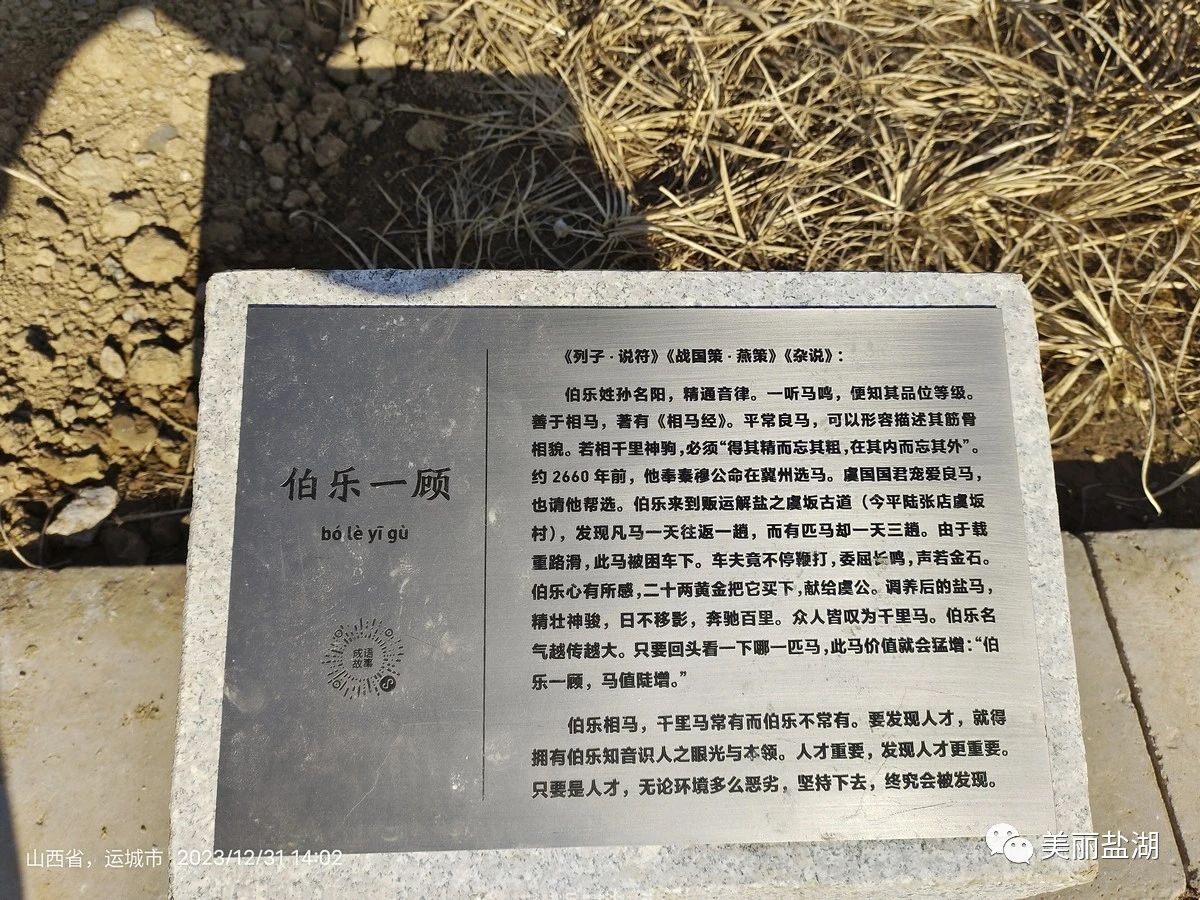 伯乐一顾
bó lè yī gù
成语
故事
《列子·说符》《战国策·燕策》《杂说》：
伯乐姓孙名阳，精通音律。一听马鸣，便知其品位等级。
善于相马，著有《相马经》。平常良马，可以形容描述其筋骨
相貌。若相千里神驹，必须“得其精而忘其粗，在其内而忘其外”。
约 2660 年前，他奉秦穆公命在冀州选马。虞国国君宠爱良马，
也请他帮选。伯乐来到贩运解盐之虞坂古道（今平陆张店虞坂
村），发现凡马一天往返一趟，而有匹马却一天三趟。由于载
重路滑，此马被困车下。车夫竟不停鞭打，委屈长鸣，声若金石。
伯乐心有所感，二十两黄金把它买下，献给虞公。调养后的盐马，
精壮神骏，日不移影，奔驰百里。众人皆叹为千里马。伯乐名
气越传越大。只要回头看一下哪一匹马，此马价值就会猛增：“伯
乐一顾，马值陡增。”
伯乐相马，千里马常有而伯乐不常有。要发现人才，就得
拥有伯乐知音识人之眼光与本领。人才重要，发现人才更重要。
只要是人才，无论环境多么恶劣，坚持下去，终究会被发现。
山西省，运城市 2023/12/31 14:02
美丽盐湖